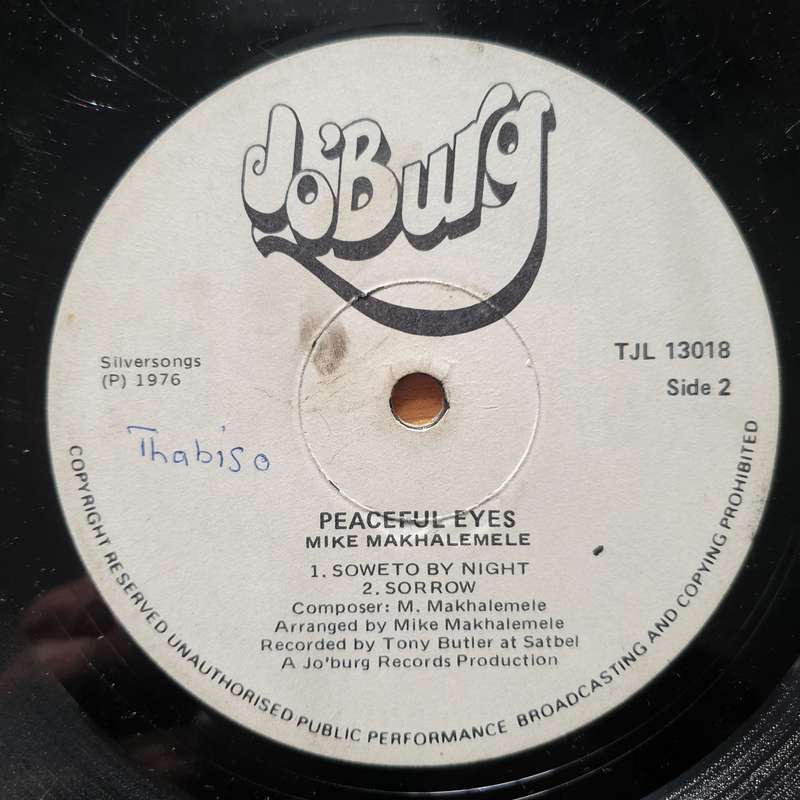 Jo'Burg
Silversongs
(P) 1976
TJL 13018
Side 2
Thabiso
PEACEFUL EYES
MIKE MAKHALEMELE
1. SOWETO BY NIGHT
2. SORROW
Composer: M. Makhalemele
Arranged by Mike Makhalemele
Recorded by Tony Butler at Satbel
A Jo'burg Records Production
COPYRIGHT RESERVED UNAUTHORISED PUBLIC PERFORMANCE BROADCASTING AND COPYING PROHIBITED